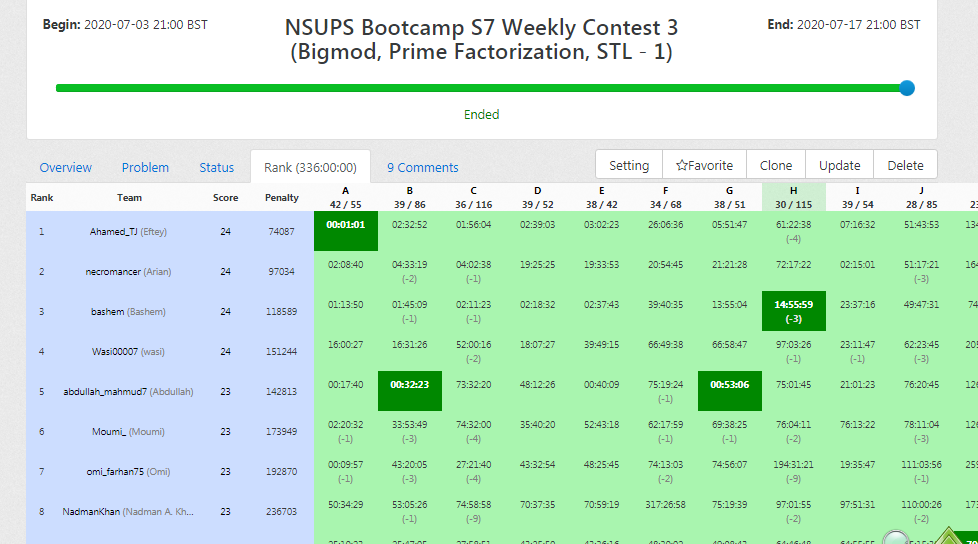 Begin: 2020-07-03 21:00 BST
NSUPS Bootcamp S7 Weekly Contest 3
(Bigmod, Prime Factorization, STL - 1)
End: 2020-07-17 21:00 BST
Ended
Overview Problem Status Rank (336:00:00) 9 Comments Setting ☆Favorite Clone Update Delete
Rank Team Score Penalty A B C D E F G H I J
42 / 55 39 / 86 36 / 116 39 / 52 38 / 42 34 / 68 38 / 51 30 / 115 39 / 54 28 / 85
1 Ahamed_TJ (Eftey) 24 74087 00:01:01 02:32:52 01:56:04 02:39:03 03:02:23 26:06:36 05:51:47 61:22:38 07:16:32 51:43:53
(-4)
2 necromancer (Arian) 24 97034 02:08:40 04:33:19 04:02:38 19:25:25 19:33:53 20:54:45 21:21:28 72:17:22 02:15:01 51:17:21
(-2) (-1) (-3)
3 bashem (Bashem) 24 118589 01:13:50 01:45:09 02:11:23 02:18:32 02:37:43 39:40:35 13:55:04 14:55:59 23:37:16 49:47:31
(-1) (-1) (-3)
4 Wasi00007 (wasi) 24 151244 16:00:27 16:31:26 52:00:16 18:07:27 39:49:15 66:49:38 66:58:47 97:03:26 23:11:47 62:23:45
(-2) (-1) (-1) (-3)
5 abdullah_mahmud7 (Abdullah) 23 142813 00:17:40 00:32:23 73:32:20 48:12:26 00:40:09 75:19:24 00:53:06 75:01:45 21:01:23 76:20:45
(-1)
6 Moumi_ (Moumi) 23 173949 02:20:32 33:53:49 74:32:00 35:40:20 52:43:18 62:17:59 69:38:25 76:04:11 76:13:22 78:11:04
(-1) (-3) (-4) (-1) (-1) (-2) (-3)
7 omi_farhan75 (Omi) 23 192870 00:09:57 43:20:05 27:21:40 43:32:54 48:25:45 74:13:03 74:56:07 194:31:21 19:35:47 111:03:56
(-1) (-3) (-4) (-2) (-9) (-1)
8 NadmanKhan (Nadman A. Kh... 23 236703 50:34:29 53:05:26 74:58:58 70:37:35 70:59:19 317:26:58 75:19:39 97:01:55 97:51:31 110:00:26
(-1) (-9) (-2) (-2)